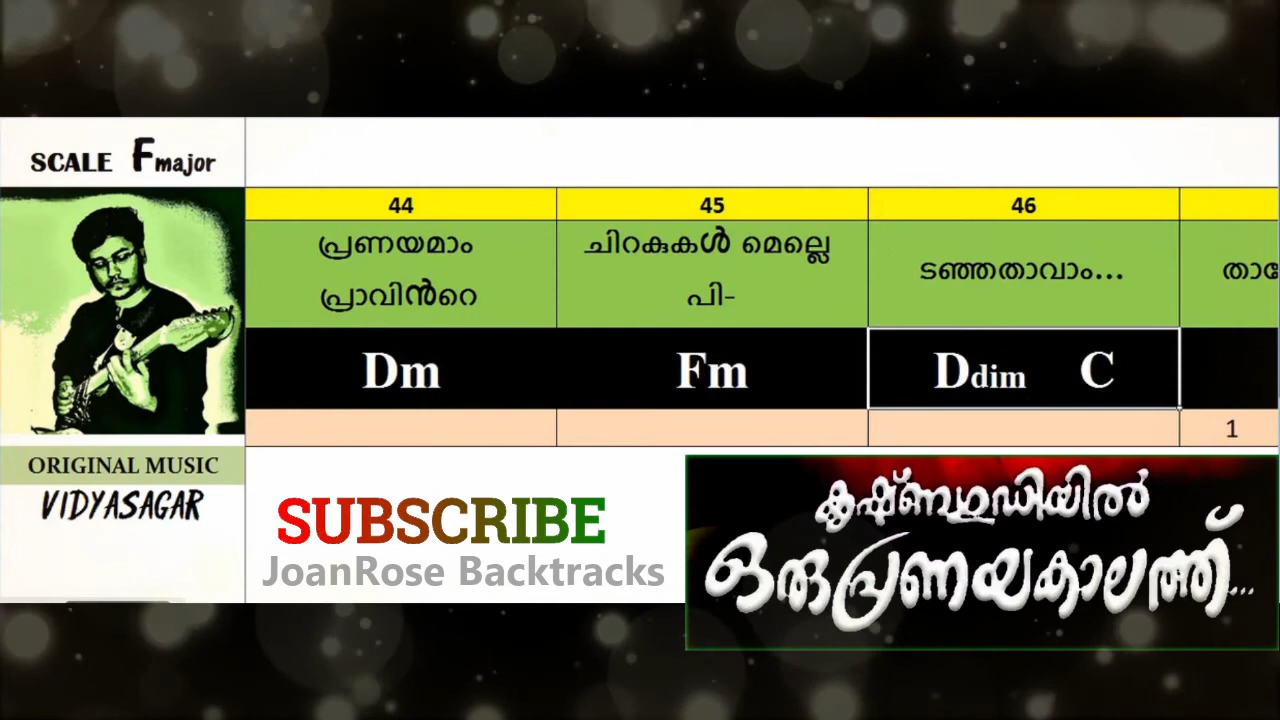 SCALE Fmajor
44 45 46
പ്രണയമാം
പ്രാവിൻറെ
ചിറകുകൾ മെല്ലെ
പി-
ടഞ്ഞതാവാം...
Dm Fm Ddim C
1
ORIGINAL MUSIC
VIDYASAGAR
SUBSCRIBE
JoanRose Backtracks
കൃഷ്ണഗുഡിയിൽ
ഒരു പ്രണയകാലത്ത്...